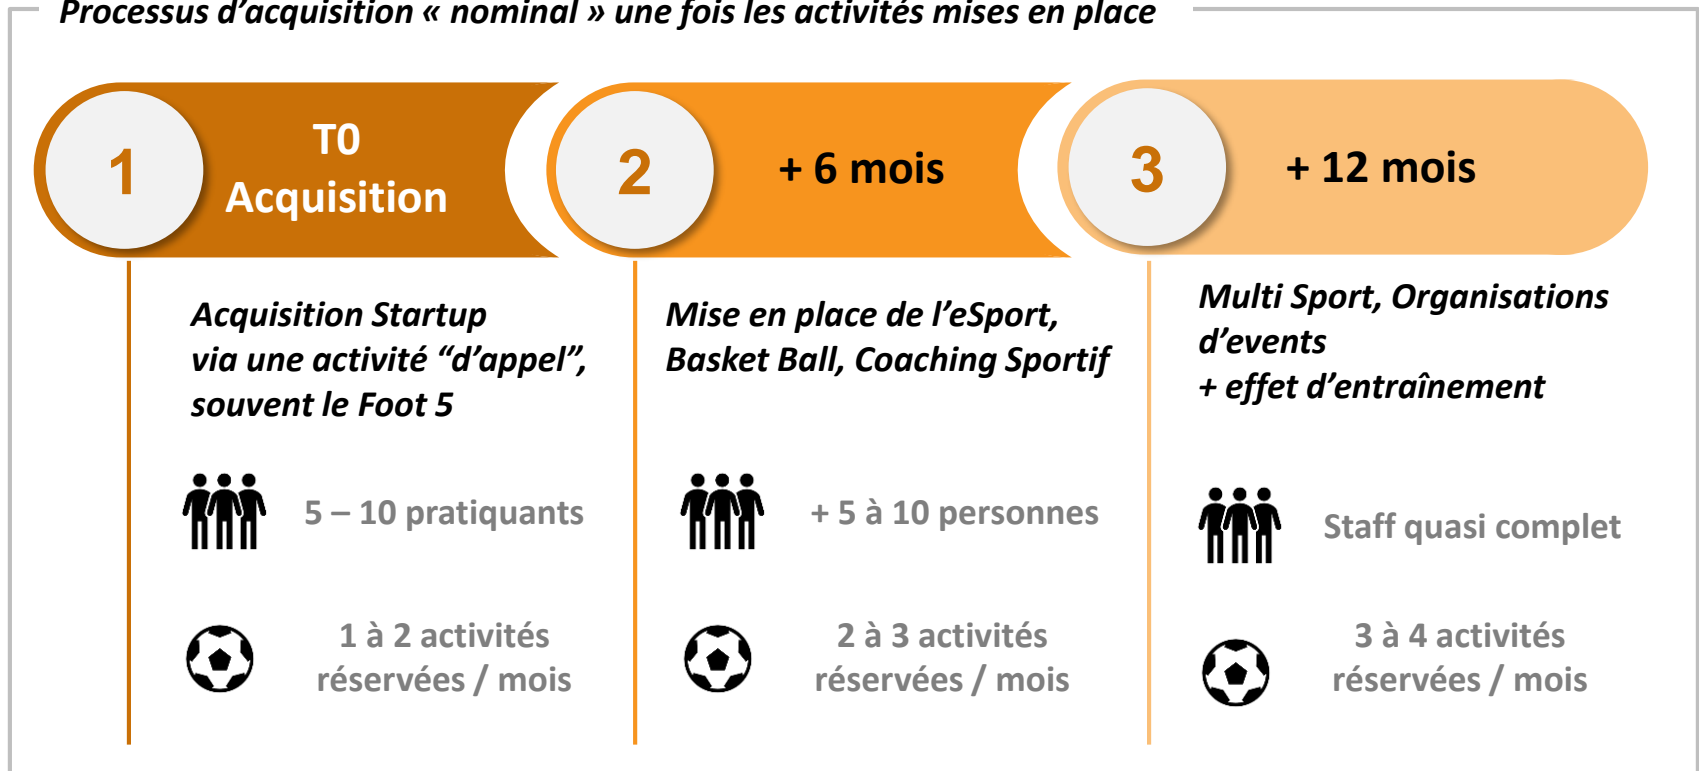 Processus d’acquisition « nominal » une fois les activités mises en place
1
T0
Acquisition
2
+ 6 mois
3
+ 12 mois
Acquisition Startup
via une activité “d’appel”,
souvent le Foot 5
5 – 10 pratiquants
1 à 2 activités
réservées / mois
Mise en place de l’eSport,
Basket Ball, Coaching Sportif
+ 5 à 10 personnes
2 à 3 activités
réservées / mois
Multi Sport, Organisations
d’events
+ effet d’entraînement
Staff quasi complet
3 à 4 activités
réservées / mois